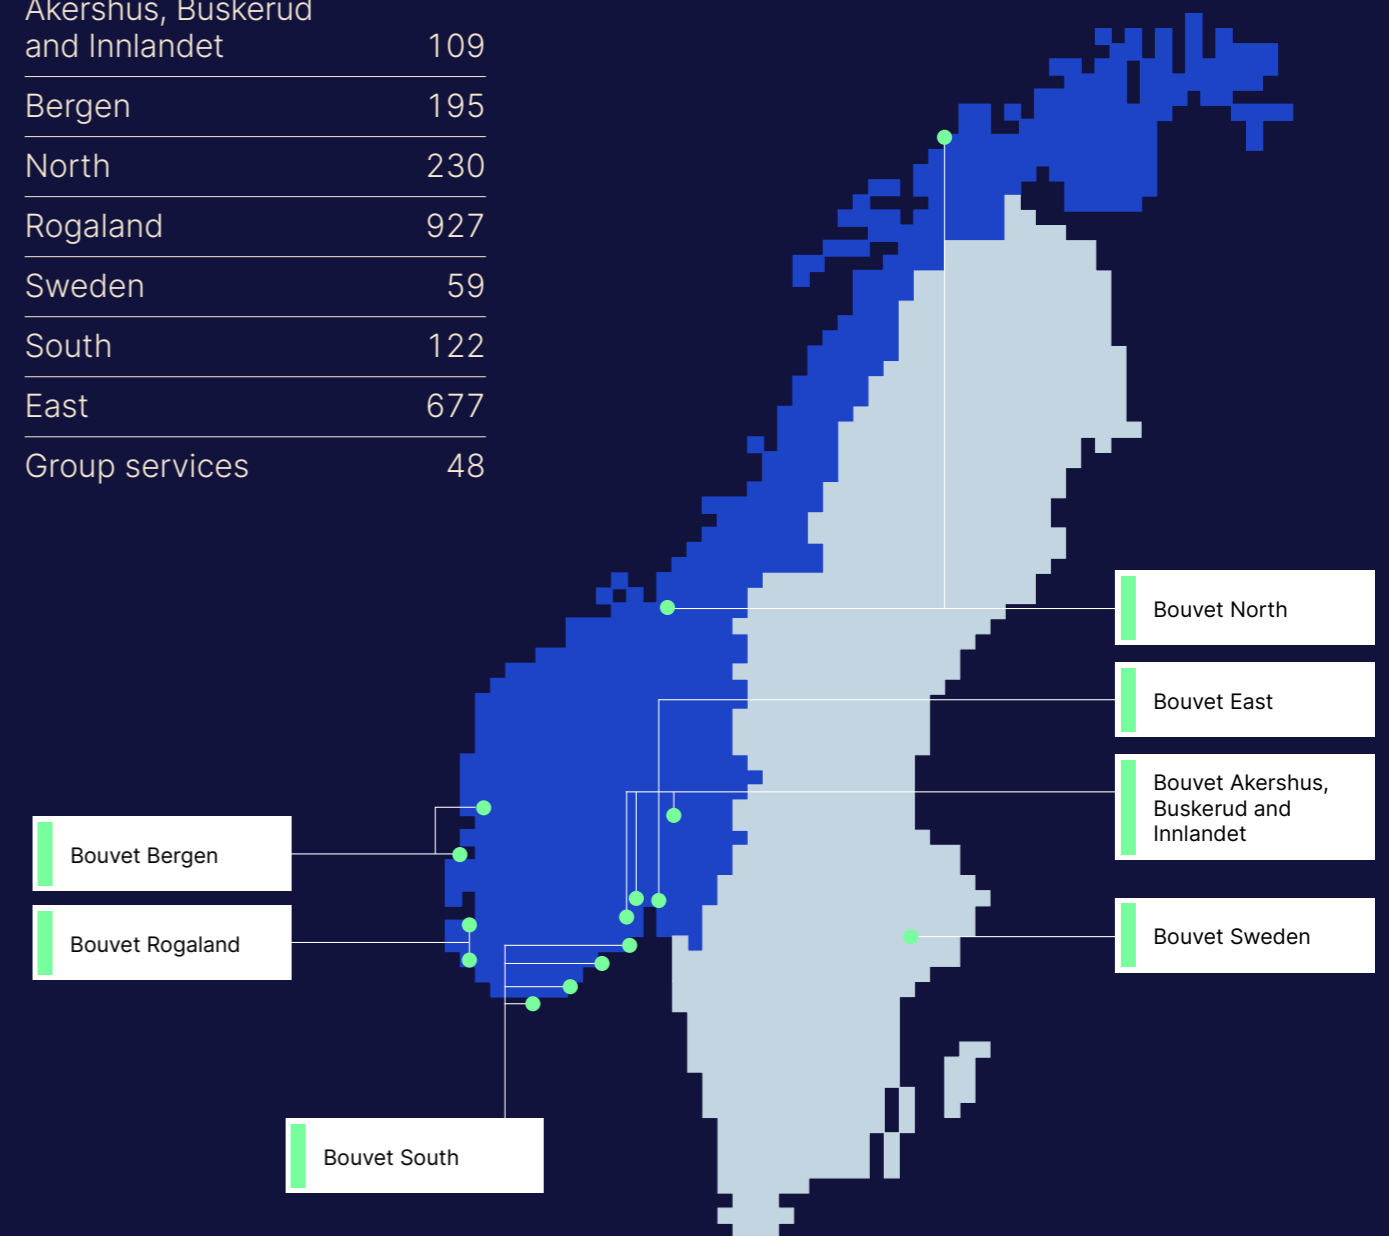 Akershus, Buskerud
and Innlandet 109
Bergen 195
North 230
Rogaland 927
Sweden 59
South 122
East 677
Group services 48
Bouvet North
Bouvet East
Bouvet Akershus,
Buskerud and
Innlandet
Bouvet Bergen
Bouvet Rogaland
Bouvet Sweden
Bouvet South